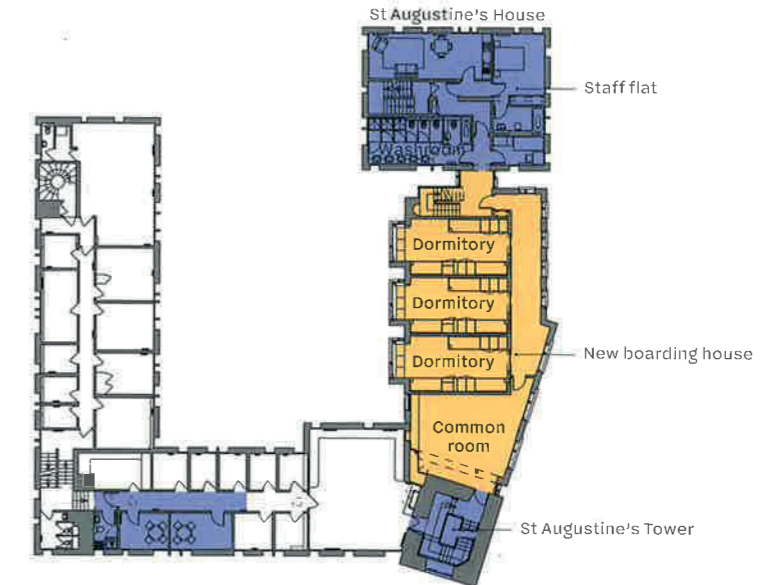 St Augustine's House
Staff flat
Washroom
Dormitory
Dormitory
Dormitory
New boarding house
Common
room
St Augustine's Tower